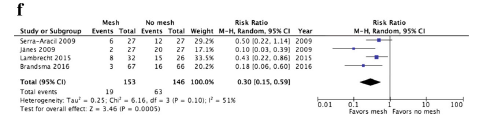 f
Mesh No mesh Risk Ratio Risk Ratio
Study or Subgroup Events Total Events Total Weight M-H, Random, 95% CI Year M-H, Random, 95% CI
Serra-Aracil 2009 6 27 12 27 29.2% 0.50 [0.22, 1.14] 2009
Janes 2009 2 27 20 27 17.1% 0.10 [0.03, 0.39] 2009
Lambrecht 2015 8 32 15 26 29.6% 0.43 [0.22, 0.86] 2015
Brandsma 2016 3 67 16 66 24.1% 0.18 [0.06, 0.60] 2016
Total (95% CI) 153 146 100.0% 0.30 [0.15, 0.59]
Total events 19 63
Heterogeneity: Tau² = 0.25; Chi² = 6.16, df = 3 (P = 0.10); I² = 51%
Test for overall effect: Z = 3.46 (P = 0.0005)
0.01 0.1 1 10 100
Favors mesh Favors no mesh